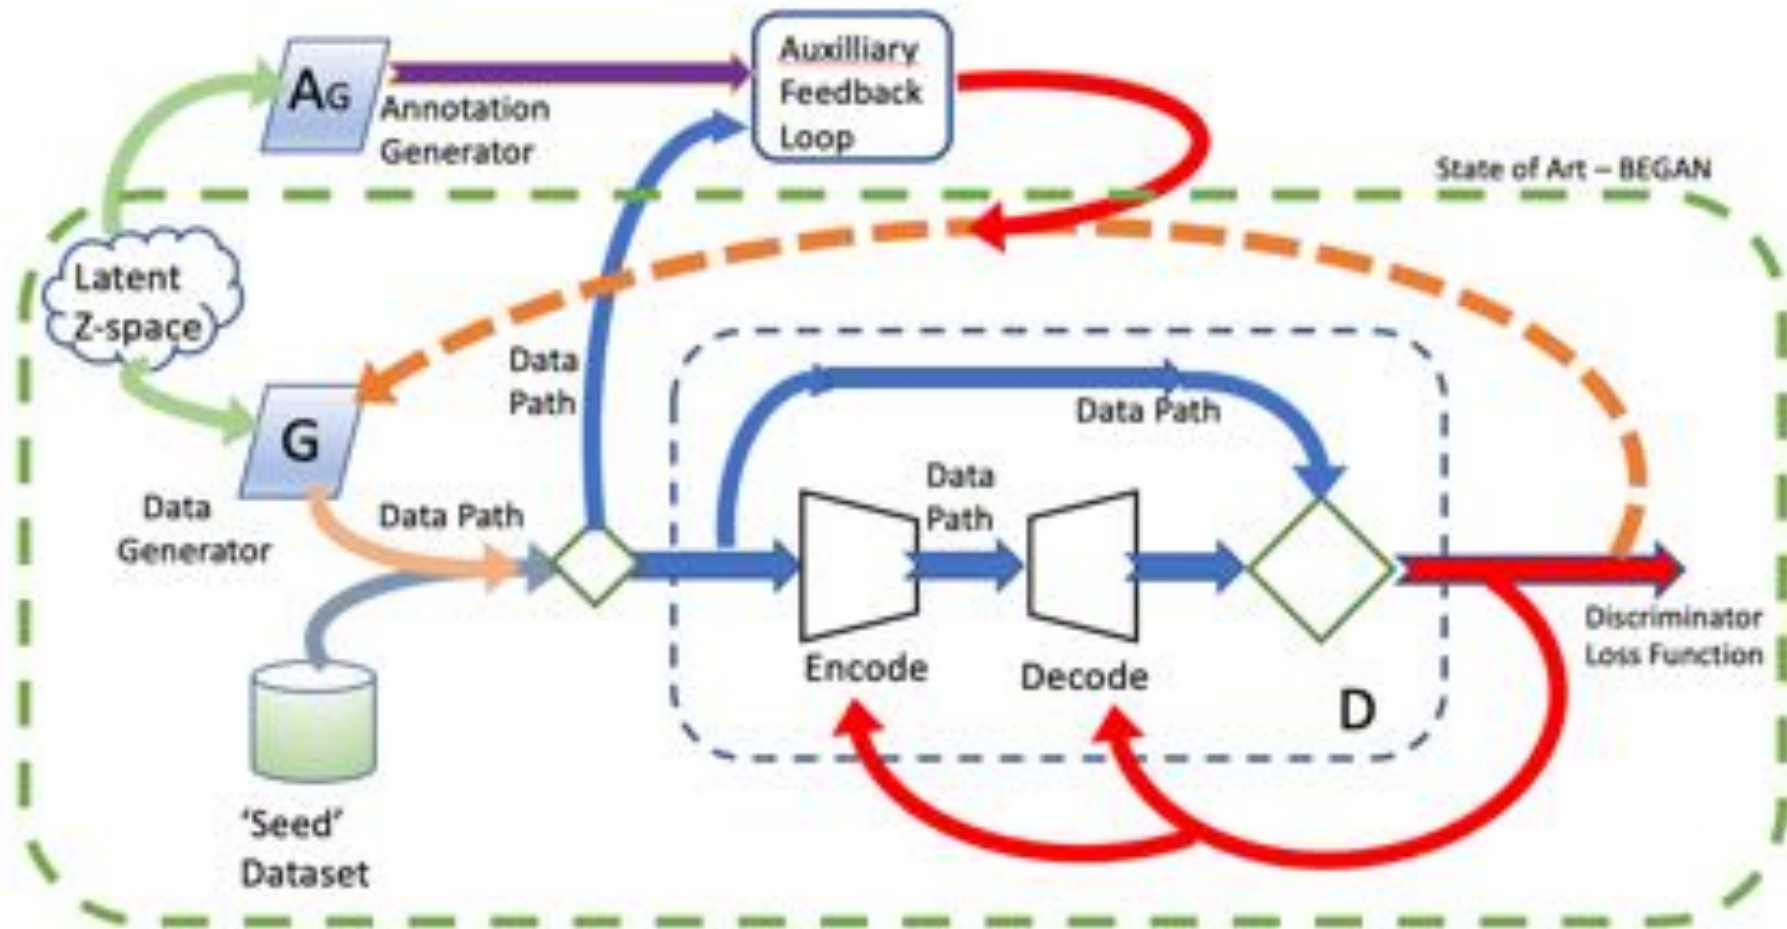 AG
Annotation
Generator
Auxilliary
Feedback
Loop
State of Art – BEGAN
Latent
Z-space
G
Data
Generator
Data Path
Data
Path
Data Path
Data
Path
Encode
Decode
D
Discriminator
Loss Function
‘Seed’
Dataset